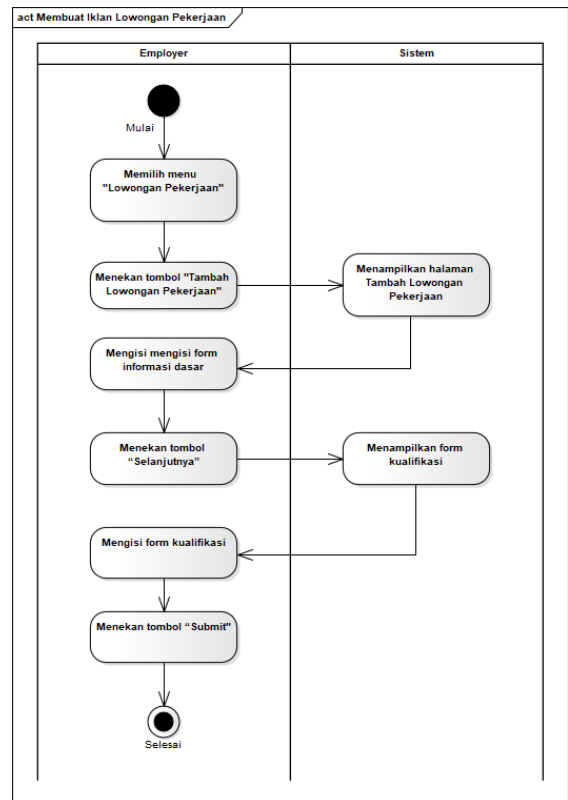 act Membuat Iklan Lowongan Pekerjaan
Employer
Sistem
Mulai
Memilih menu
"Lowongan Pekerjaan"
Menekan tombol "Tambah
Lowongan Pekerjaan"
Menampilkan halaman
Tambah Lowongan
Pekerjaan
Mengisi mengisi form
informasi dasar
Menekan tombol
“Selanjutnya”
Menampilkan form
kualifikasi
Mengisi form kualifikasi
Menekan tombol “Submit"
Selesai